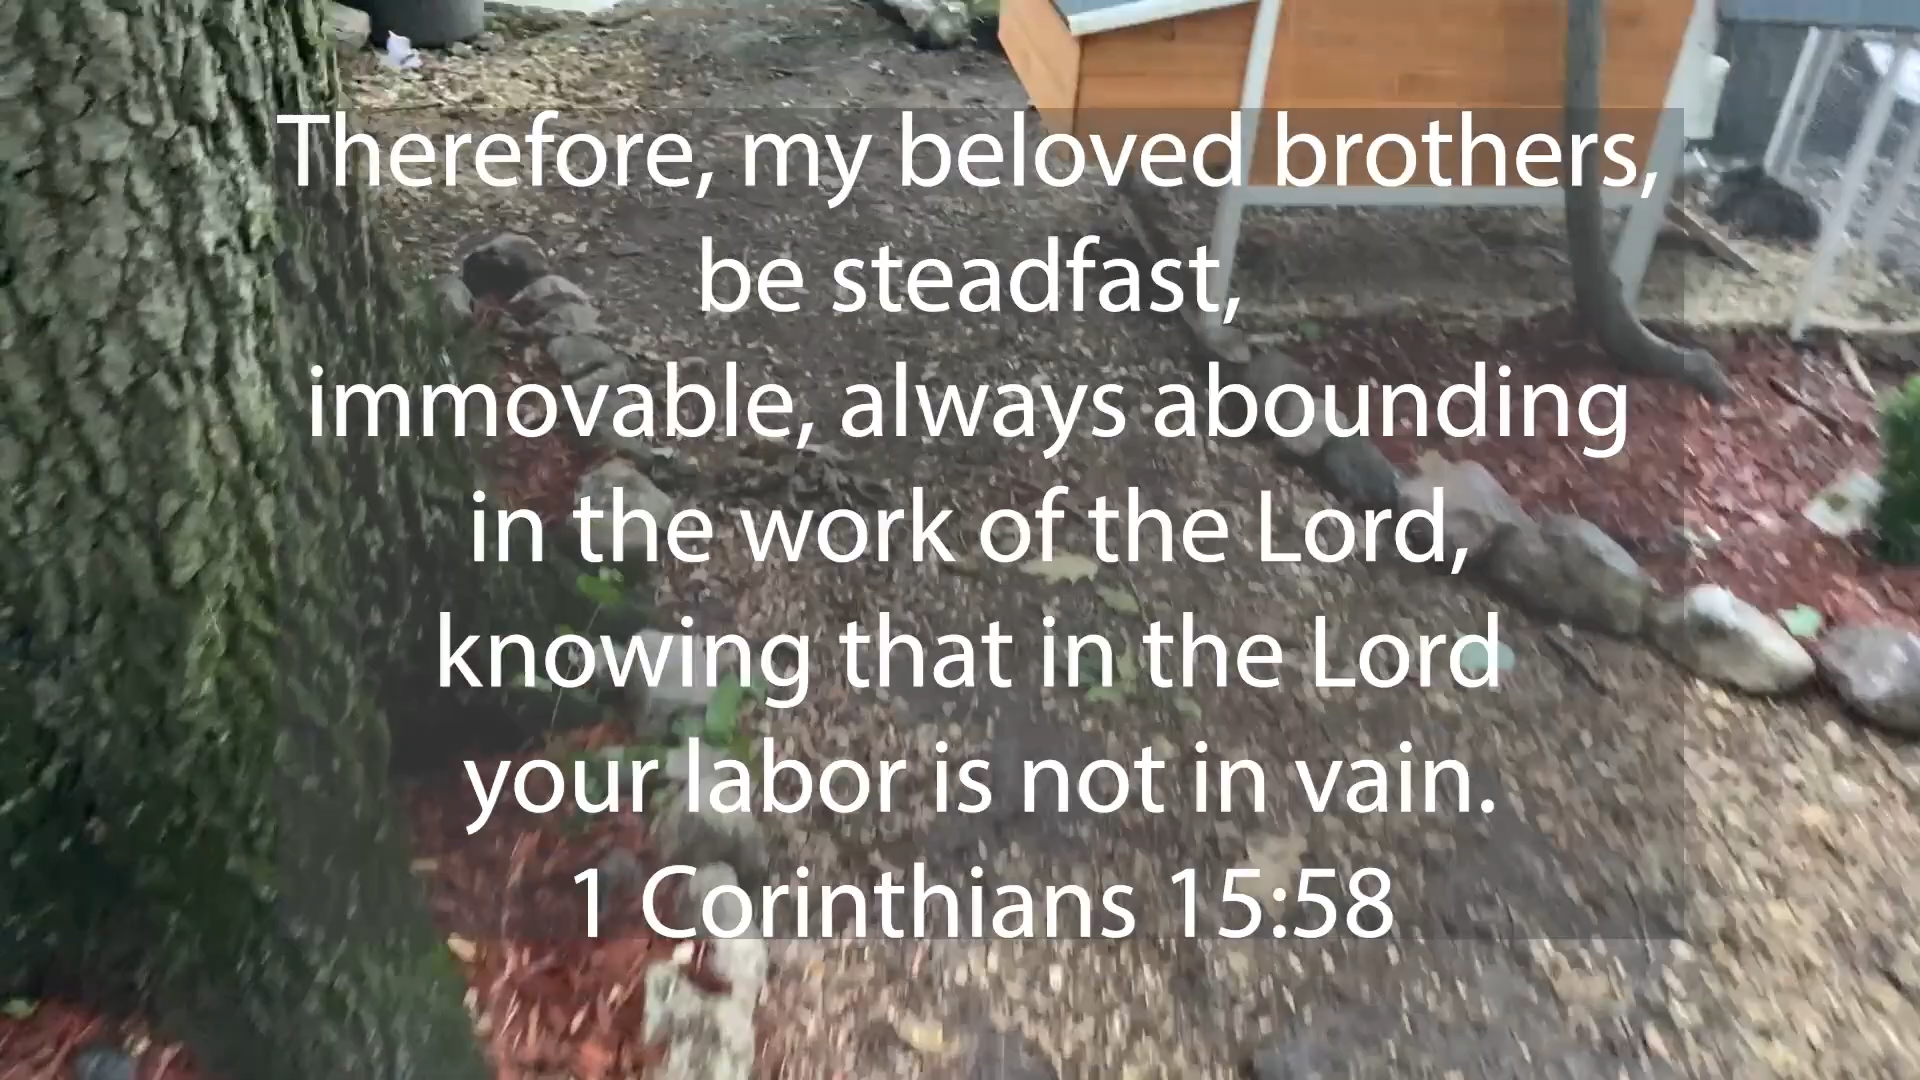 Therefore, my beloved brothers,
be steadfast,
immovable, always abounding
in the work of the Lord,
knowing that in the Lord
your labor is not in vain.
1 Corinthians 15:58